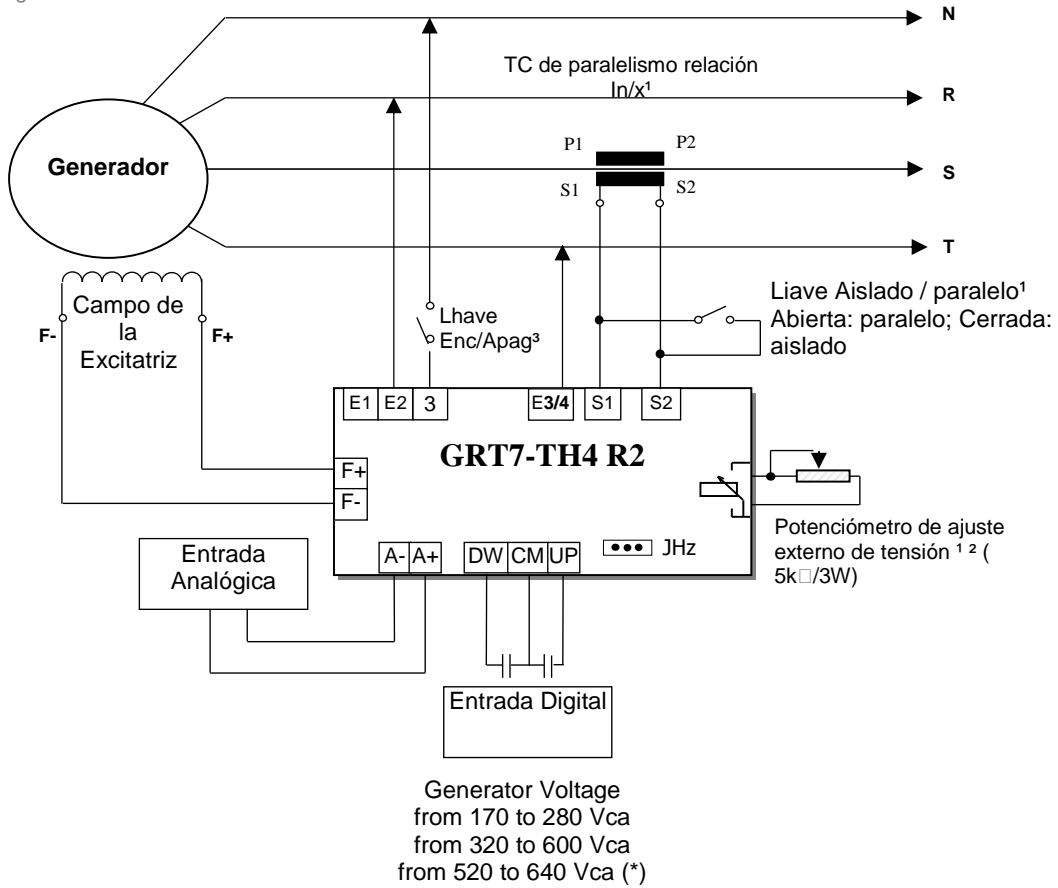 N
TC de paralelismo relación
In/x¹
R
P1
P2
Generador
S
S1
S2
T
Campo de
la
Excitatriz
F-
F+
Lhave
Enc/Apag³
Liave Aislado / paralelo¹
Abierta: paralelo; Cerrada:
aislado
E1
E2
3
E3/4
S1
S2
GRT7-TH4 R2
F+
F-
A-
A+
DW
CM
UP
JHz
Entrada
Analógica
Potenciómetro de ajuste
externo de tensión ¹ ² (
5k□/3W)
Entrada Digital
Generator Voltage
from 170 to 280 Vca
from 320 to 600 Vca
from 520 to 640 Vca (*)